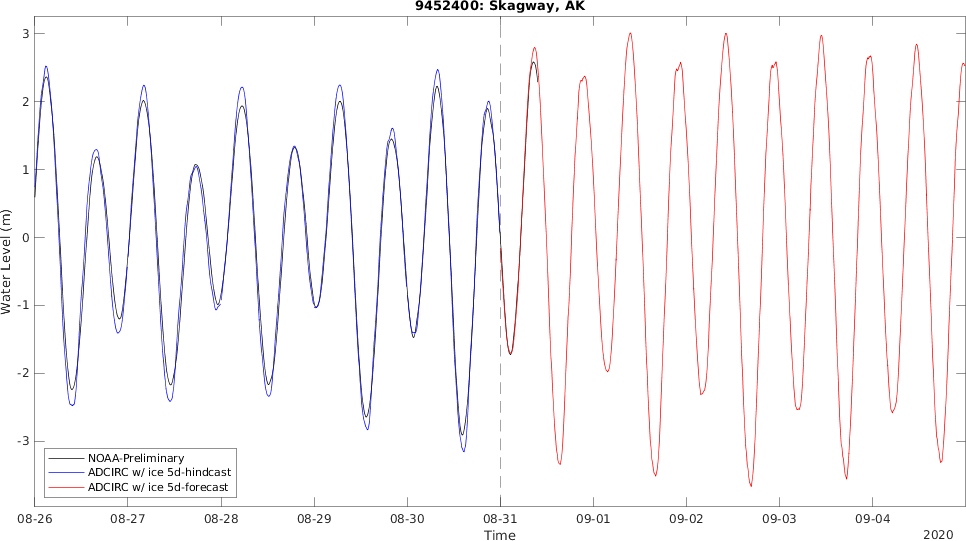 9452400: Skagway, AK
Water Level (m)
3
2
1
0
-1
-2
-3
NOAA-Preliminary
ADCIRC w/ ice 5d-hindcast
ADCIRC w/ ice 5d-forecast
08-26 08-27 08-28 08-29 08-30 08-31 09-01 09-02 09-03 09-04
Time
2020